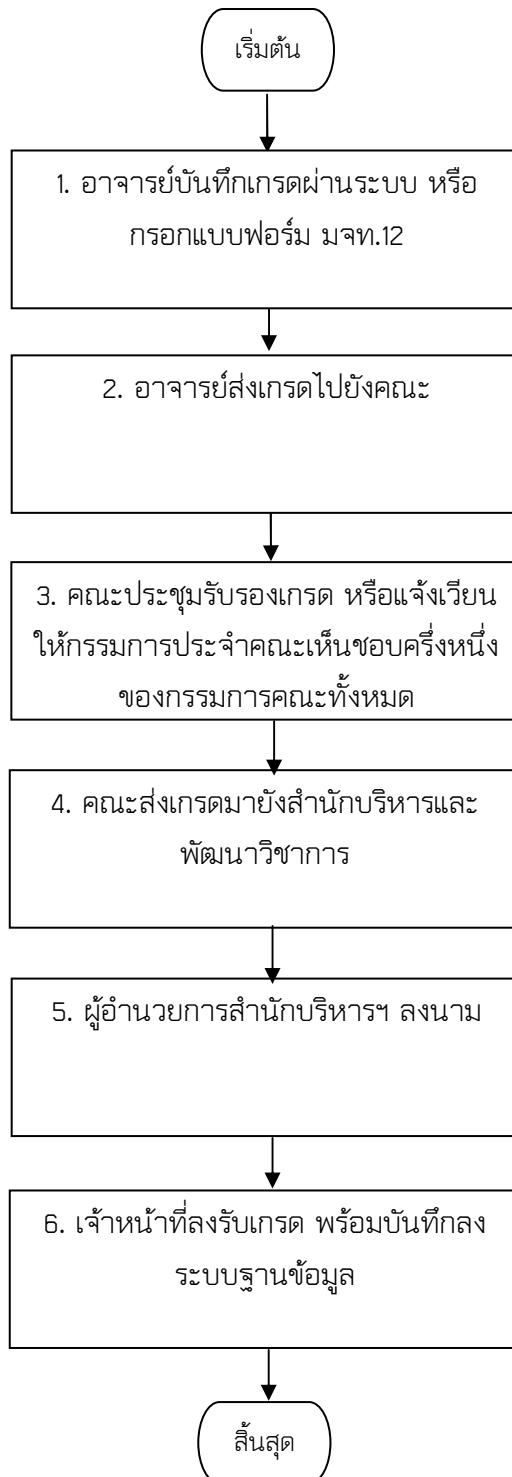 เริ่มต้น
1. อาจารย์บันทึกเกรดผ่านระบบ หรือ
กรอกแบบฟอร์ม มจท.12
2. อาจารย์ส่งเกรดไปยังคณะ
3. คณะประชุมรับรองเกรด หรือแจ้งเวียน
ให้กรรมการประจำคณะเห็นชอบครึ่งหนึ่ง
ของกรรมการคณะทั้งหมด
4. คณะส่งเกรดมายังสำนักบริหารและ
พัฒนาวิชาการ
5. ผู้อำนวยการสำนักบริหารฯ ลงนาม
6. เจ้าหน้าที่ลงรับเกรด พร้อมบันทึกลง
ระบบฐานข้อมูล
สิ้นสุด